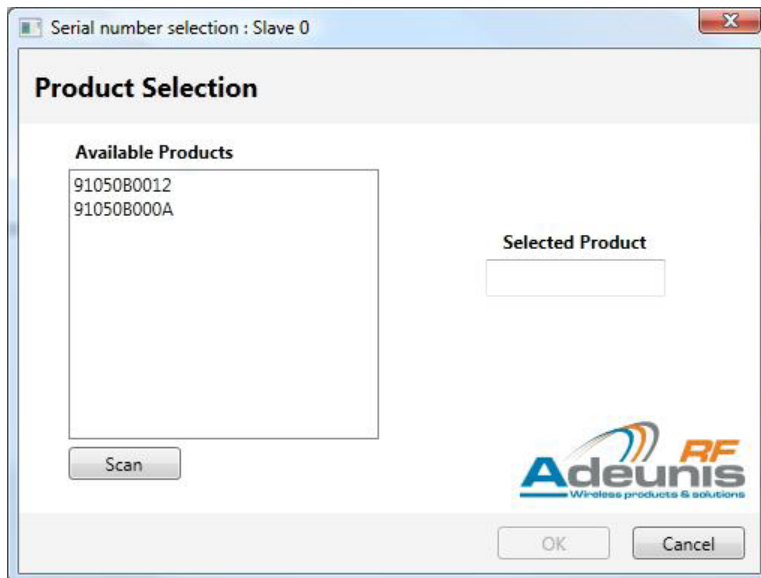 Serial number selection : Slave 0
Product Selection
Available Products
91050B0012
91050B000A
Selected Product
Scan
Adeunis RF
Wireless products & solutions
OK
Cancel